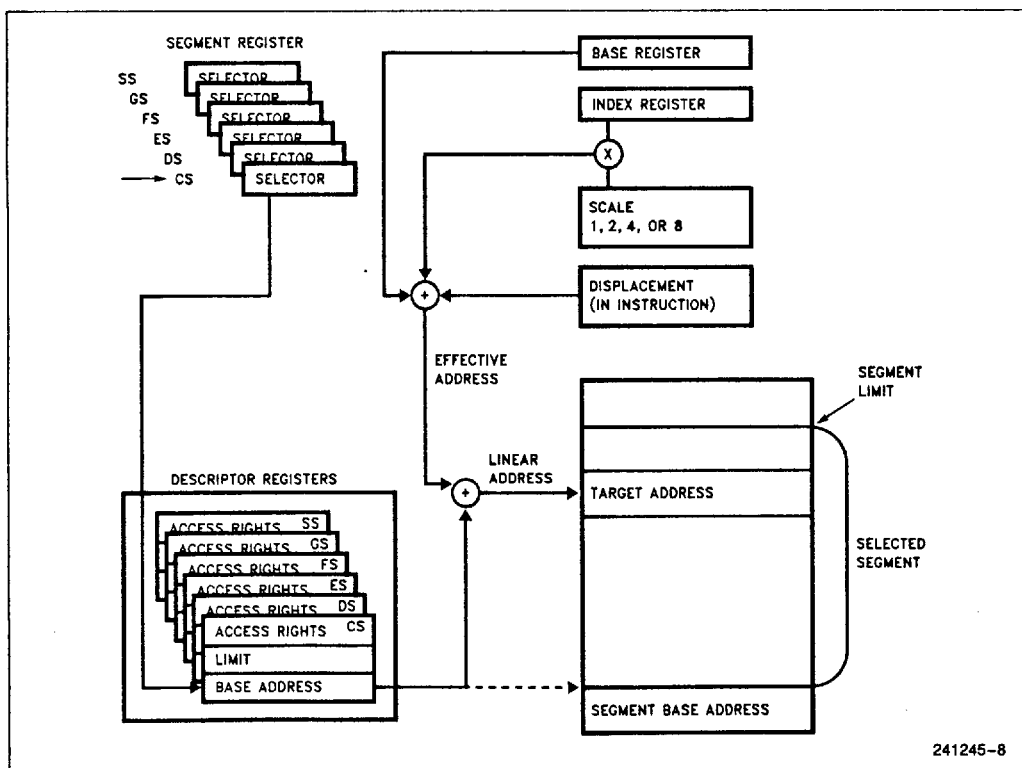 SEGMENT REGISTER
SS
SELECTOR
GS
SELECTOR
FS
SELECTOR
ES
SELECTOR
DS
SELECTOR
CS
SELECTOR
BASE REGISTER
INDEX REGISTER
X
SCALE
1, 2, 4, OR 8
+
DISPLACEMENT
(IN INSTRUCTION)
EFFECTIVE
ADDRESS
SEGMENT
LIMIT
LINEAR
ADDRESS
+
TARGET ADDRESS
SELECTED
SEGMENT
SEGMENT BASE ADDRESS
DESCRIPTOR REGISTERS
ACCESS RIGHTS SS
ACCESS RIGHTS GS
ACCESS RIGHTS FS
ACCESS RIGHTS ES
ACCESS RIGHTS DS
ACCESS RIGHTS CS
LIMIT
BASE ADDRESS
241245-8